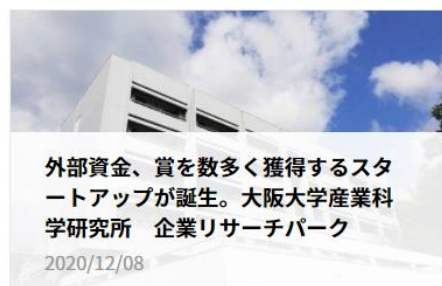 外部資金、賞を数多く獲得するスタ
ートアップが誕生。大阪大学産業科
学研究所　企業リサーチパーク
2020/12/08